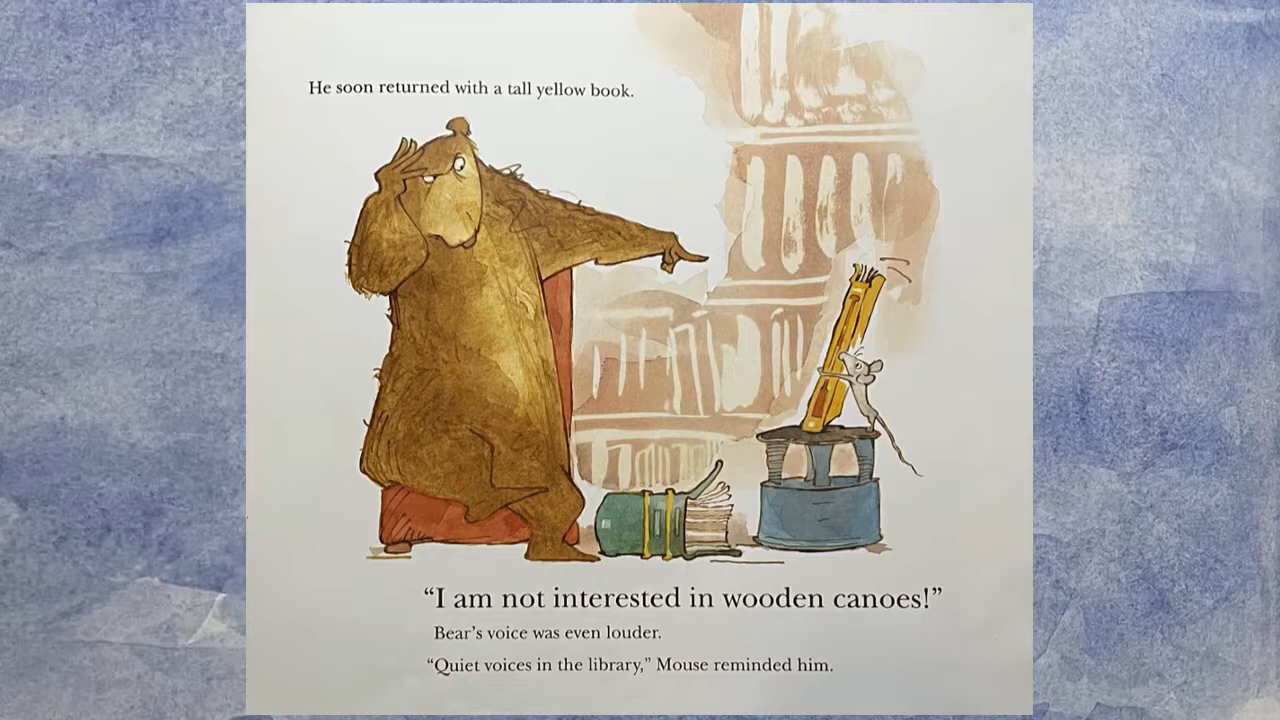 He soon returned with a tall yellow book.
“I am not interested in wooden canoes!”
Bear’s voice was even louder.
“Quiet voices in the library,” Mouse reminded him.